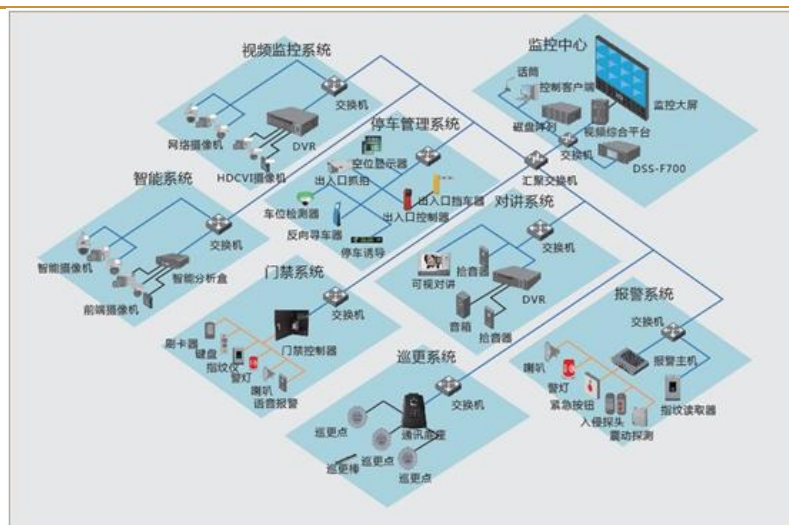 视频监控系统
交换机
网络摄像机
DVR
HDCVI摄像机
监控中心
话筒
控制客户端
监控大屏
磁盘阵列
视频综合平台
交换机
DSS-F700
汇聚交换机
停车管理系统
空位显示器
交换机
出入口抓拍
出入口挡车器
车位检测器
出入口控制器
反向寻车器
停车诱导
智能系统
交换机
智能摄像机
智能分析盒
前端摄像机
对讲系统
交换机
拾音器
可视对讲
DVR
音箱
拾音器
门禁系统
交换机
刷卡器
键盘
门禁控制器
指纹仪
警灯
喇叭
语音报警
报警系统
交换机
喇叭
报警主机
警灯
紧急按钮
指纹读取器
入侵探头
震动探测
巡更系统
交换机
巡更点
通讯底座
巡更棒
巡更点
巡更点